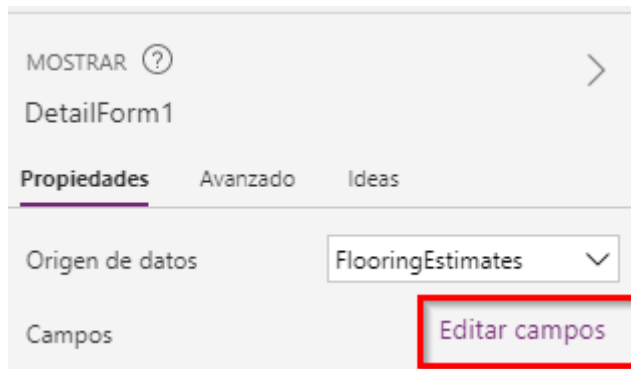 MOSTRAR ?
DetailForm1
Propiedades Avanzado Ideas
Origen de datos FlooringEstimates
Campos Editar campos